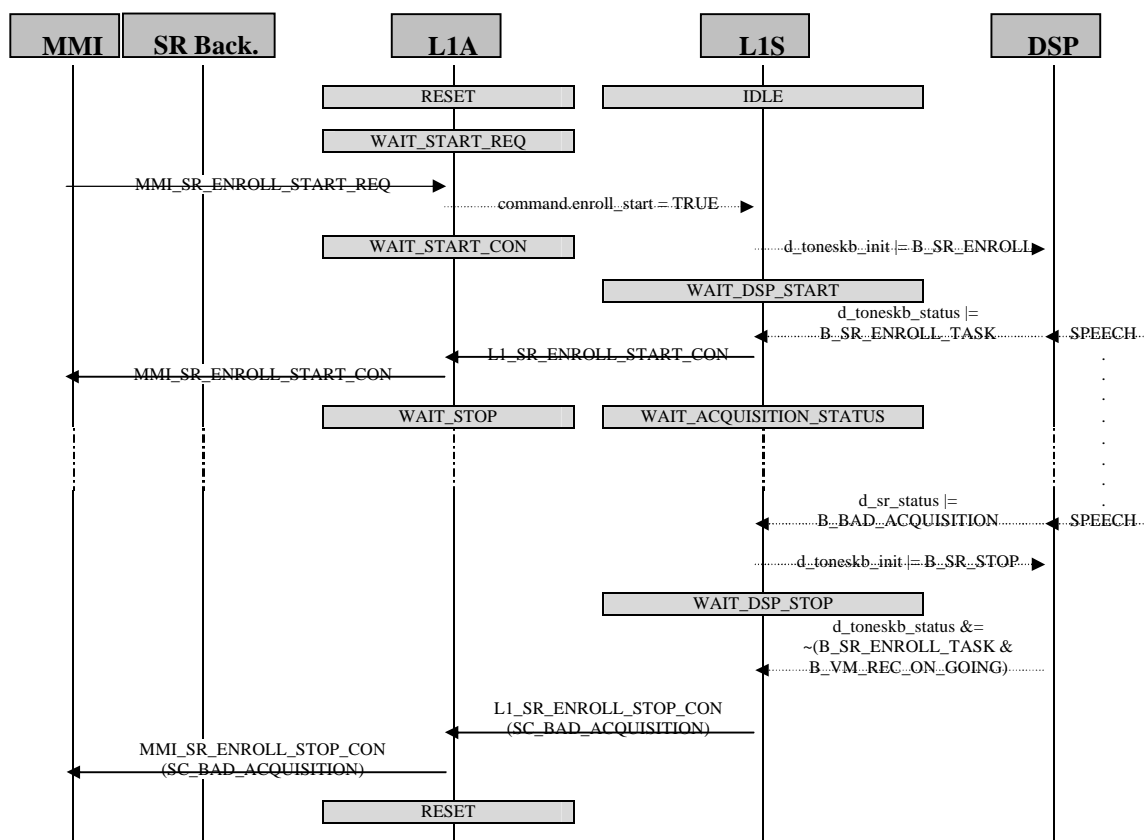 MMI
SR Back.
L1A
L1S
DSP
RESET
IDLE
WAIT_START_REQ
MMI_SR_ENROLL_START_REQ
command.enroll_start = TRUE
WAIT_START_CON
d_toneskb_init |= B_SR_ENROLL
WAIT_DSP_START
d_toneskb_status |=
B_SR_ENROLL_TASK
SPEECH
L1_SR_ENROLL_START_CON
MMI_SR_ENROLL_START_CON
WAIT_STOP
WAIT_ACQUISITION_STATUS
d_sr_status |=
B_BAD_ACQUISITION
SPEECH
d_toneskb_init |= B_SR_STOP
WAIT_DSP_STOP
d_toneskb_status &=
~(B_SR_ENROLL_TASK &
B_VM_REC_ON_GOING)
L1_SR_ENROLL_STOP_CON
(SC_BAD_ACQUISITION)
MMI_SR_ENROLL_STOP_CON
(SC_BAD_ACQUISITION)
RESET